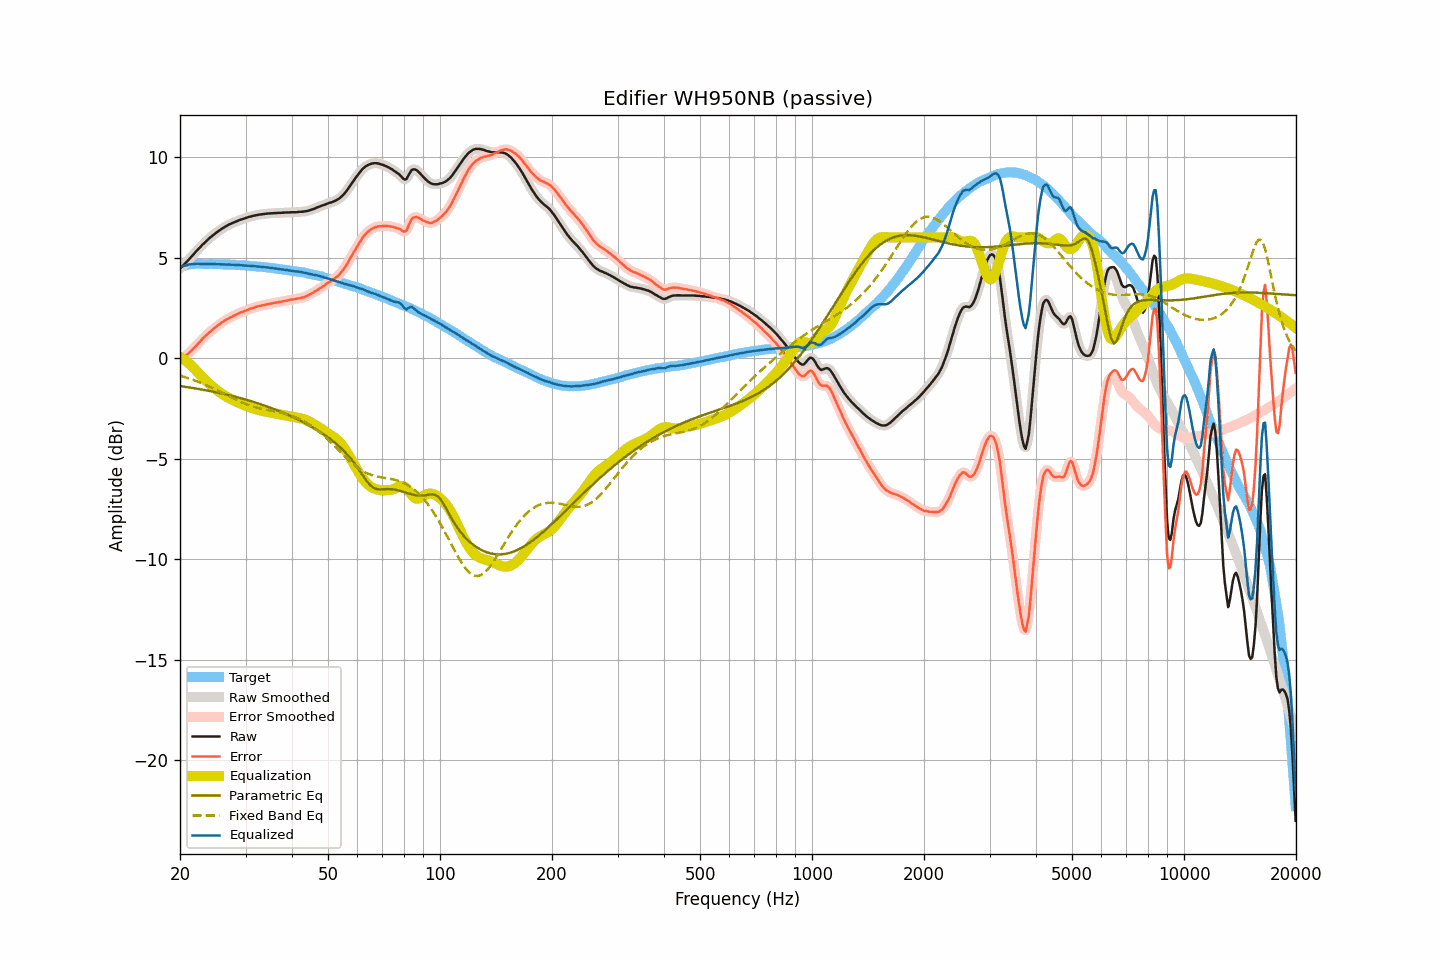 Edifier WH950NB (passive)
Amplitude (dBr)
10
5
0
−5
−10
−15
−20
Target
Raw Smoothed
Error Smoothed
Raw
Error
Equalization
Parametric Eq
Fixed Band Eq
Equalized
20 50 100 200 500 1000 2000 5000 10000 20000
Frequency (Hz)